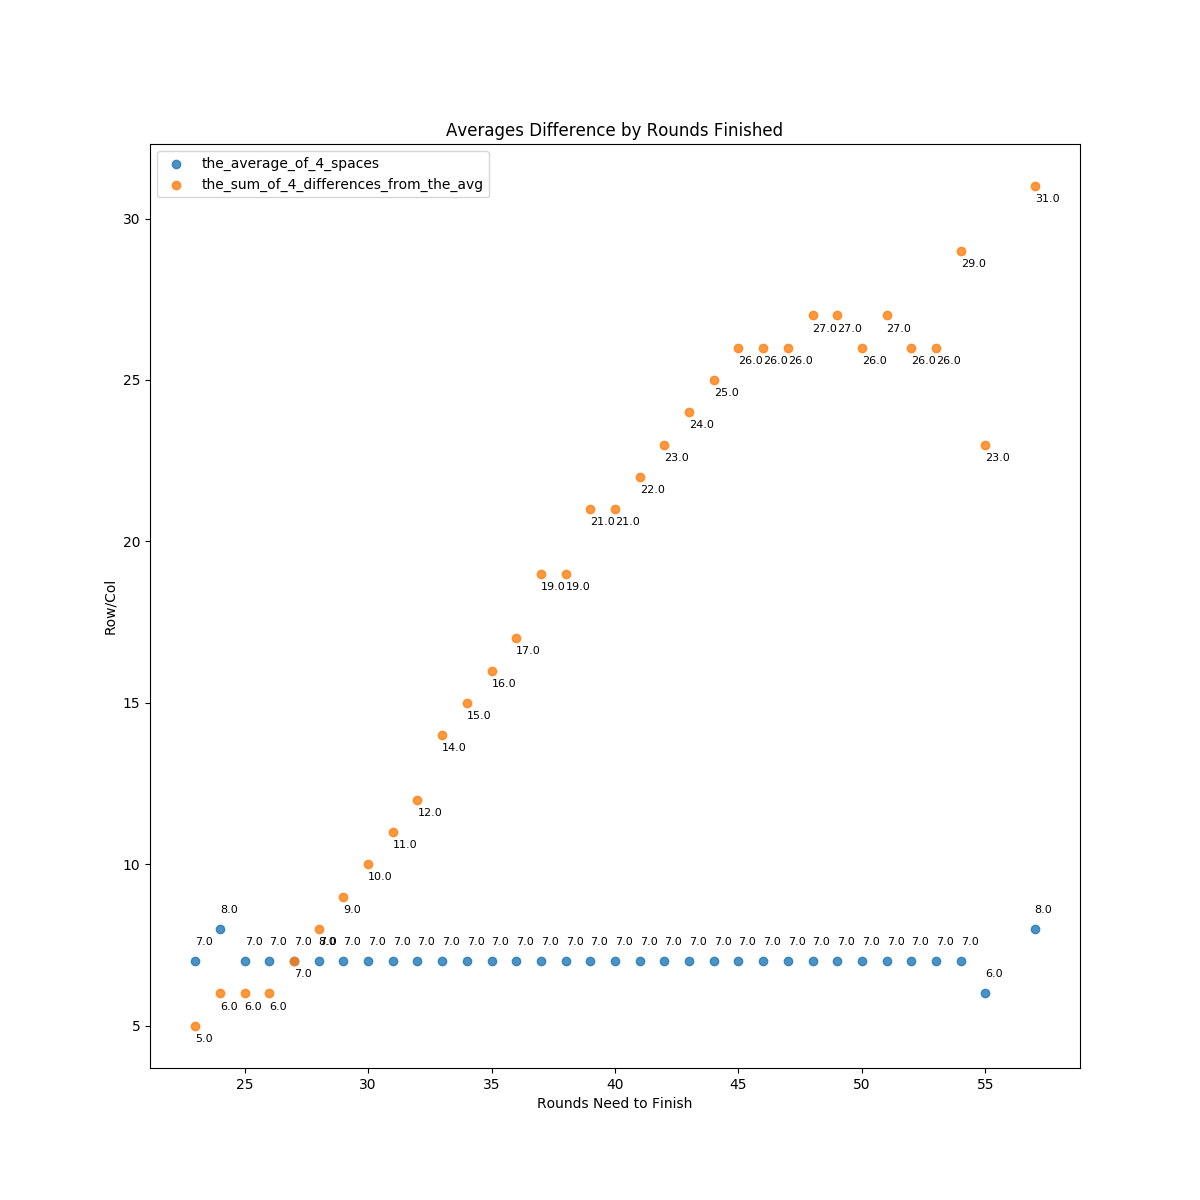 Averages Difference by Rounds Finished
the_average_of_4_spaces
the_sum_of_4_differences_from_the_avg
30
25
20
15
10
5
Row/Col
31.0
29.0
27.0 27.0 27.0
26.0 26.0 26.0 26.0 26.0 26.0
25.0
24.0
23.0 23.0
22.0
21.0 21.0
19.0 19.0
17.0
16.0
15.0
14.0
12.0
11.0
10.0
8.0 9.0 8.0
7.0 7.0 7.0 7.0 8.0 7.0 7.0 7.0 7.0 7.0 7.0 7.0 7.0 7.0 7.0 7.0 7.0 7.0 7.0 7.0 7.0 7.0 7.0 7.0 7.0 7.0 7.0 7.0 7.0 7.0 7.0 7.0
7.0 6.0
6.0 6.0 6.0
5.0
25 30 35 40 45 50 55
Rounds Need to Finish